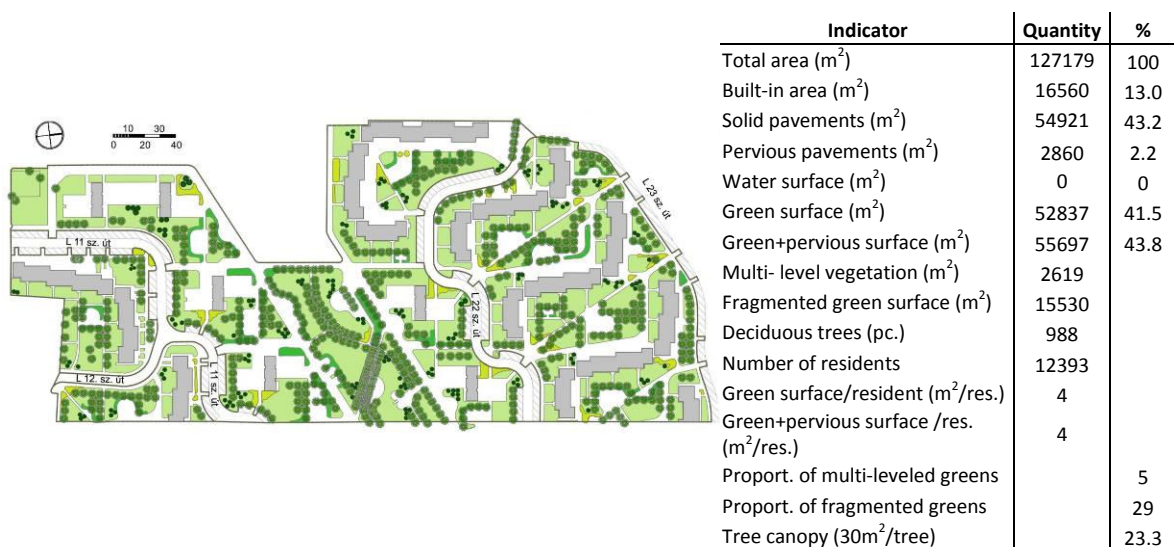 10 30
0 20 40
L 23 sz. út
L 11 sz. út
L 22 sz. út
L 12. sz. út
L 11 sz. út
Indicator Quantity %
Total area (m²) 127179 100
Built-in area (m²) 16560 13.0
Solid pavements (m²) 54921 43.2
Pervious pavements (m²) 2860 2.2
Water surface (m²) 0 0
Green surface (m²) 52837 41.5
Green+pervious surface (m²) 55697 43.8
Multi- level vegetation (m²) 2619
Fragmented green surface (m²) 15530
Deciduous trees (pc.) 988
Number of residents 12393
Green surface/resident (m²/res.) 4
Green+pervious surface /res.
(m²/res.) 4
Proport. of multi-leveled greens 5
Proport. of fragmented greens 29
Tree canopy (30m²/tree) 23.3